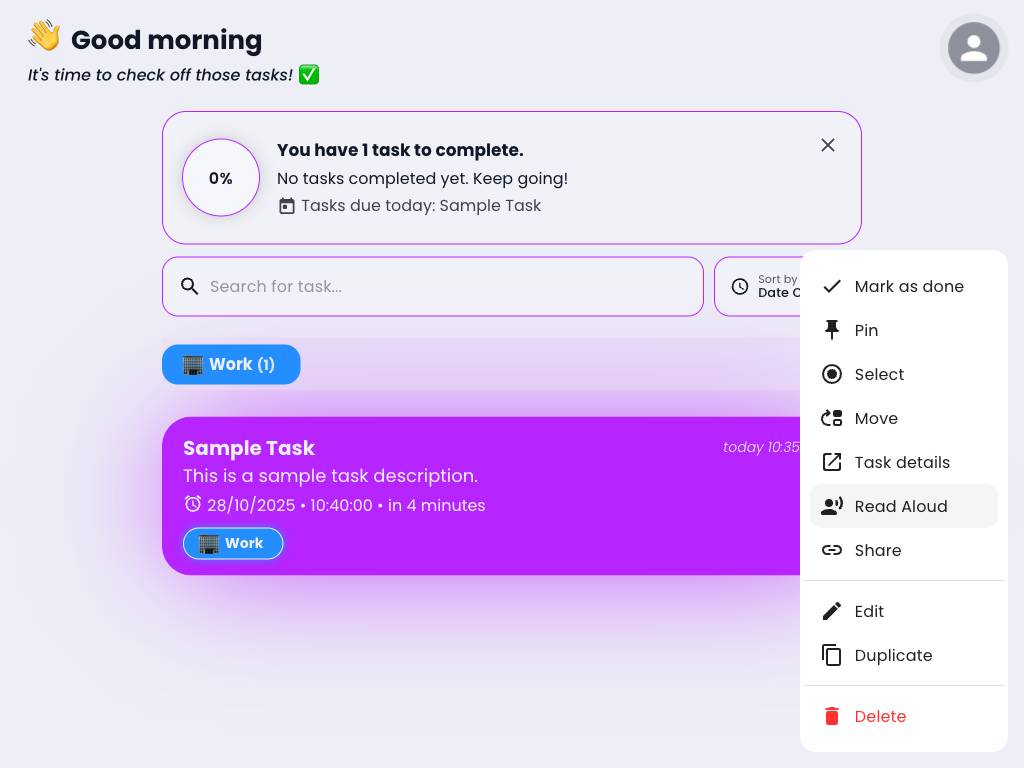 Good morning
It's time to check off those tasks!
0%
You have 1 task to complete.
No tasks completed yet. Keep going!
Tasks due today: Sample Task
Search for task...
Sort by
Date
Work (1)
Sample Task
today 10:35
This is a sample task description.
28/10/2025 • 10:40:00 • in 4 minutes
Work
Mark as done
Pin
Select
Move
Task details
Read Aloud
Share
Edit
Duplicate
Delete